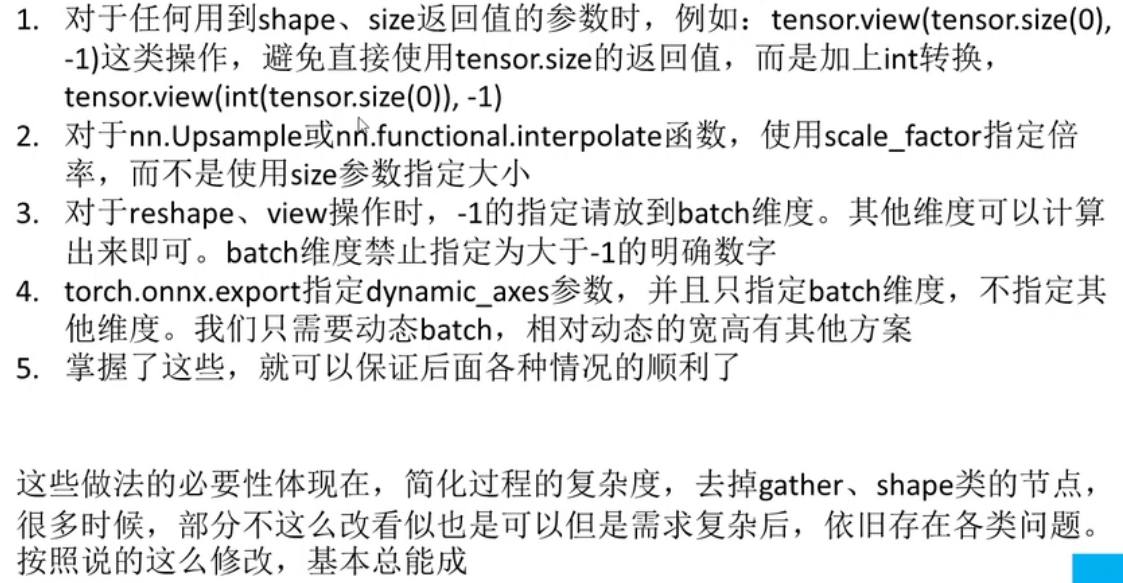 1. 对于任何用到shape、size返回值的参数时，例如：tensor.view(tensor.size(0),
-1)这类操作，避免直接使用tensor.size的返回值，而是加上int转换，
tensor.view(int(tensor.size(0)), -1)
2. 对于nn.Upsample或nn.functional.interpolate函数，使用scale_factor指定倍
率，而不是使用size参数指定大小
3. 对于reshape、view操作时，-1的指定请放到batch维度。其他维度可以计算
出来即可。batch维度禁止指定为大于-1的明确数字
4. torch.onnx.export指定dynamic_axes参数，并且只指定batch维度，不指定其
他维度。我们只需要动态batch，相对动态的宽高有其他方案
5. 掌握了这些，就可以保证后面各种情况的顺利了
这些做法的必要性体现在，简化过程的复杂度，去掉gather、shape类的节点，
很多时候，部分不这么改看似也是可以但是需求复杂后，依旧存在各类问题。
按照说的这么修改，基本总能成